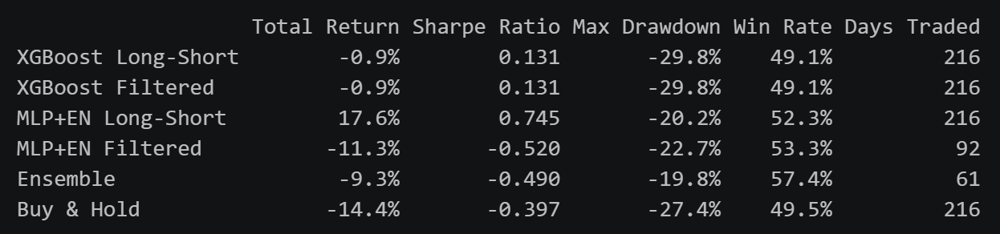 Total Return Sharpe Ratio Max Drawdown Win Rate Days Traded
XGBoost Long-Short -0.9% 0.131 -29.8% 49.1% 216
XGBoost Filtered -0.9% 0.131 -29.8% 49.1% 216
MLP+EN Long-Short 17.6% 0.745 -20.2% 52.3% 216
MLP+EN Filtered -11.3% -0.520 -22.7% 53.3% 92
Ensemble -9.3% -0.490 -19.8% 57.4% 61
Buy & Hold -14.4% -0.397 -27.4% 49.5% 216